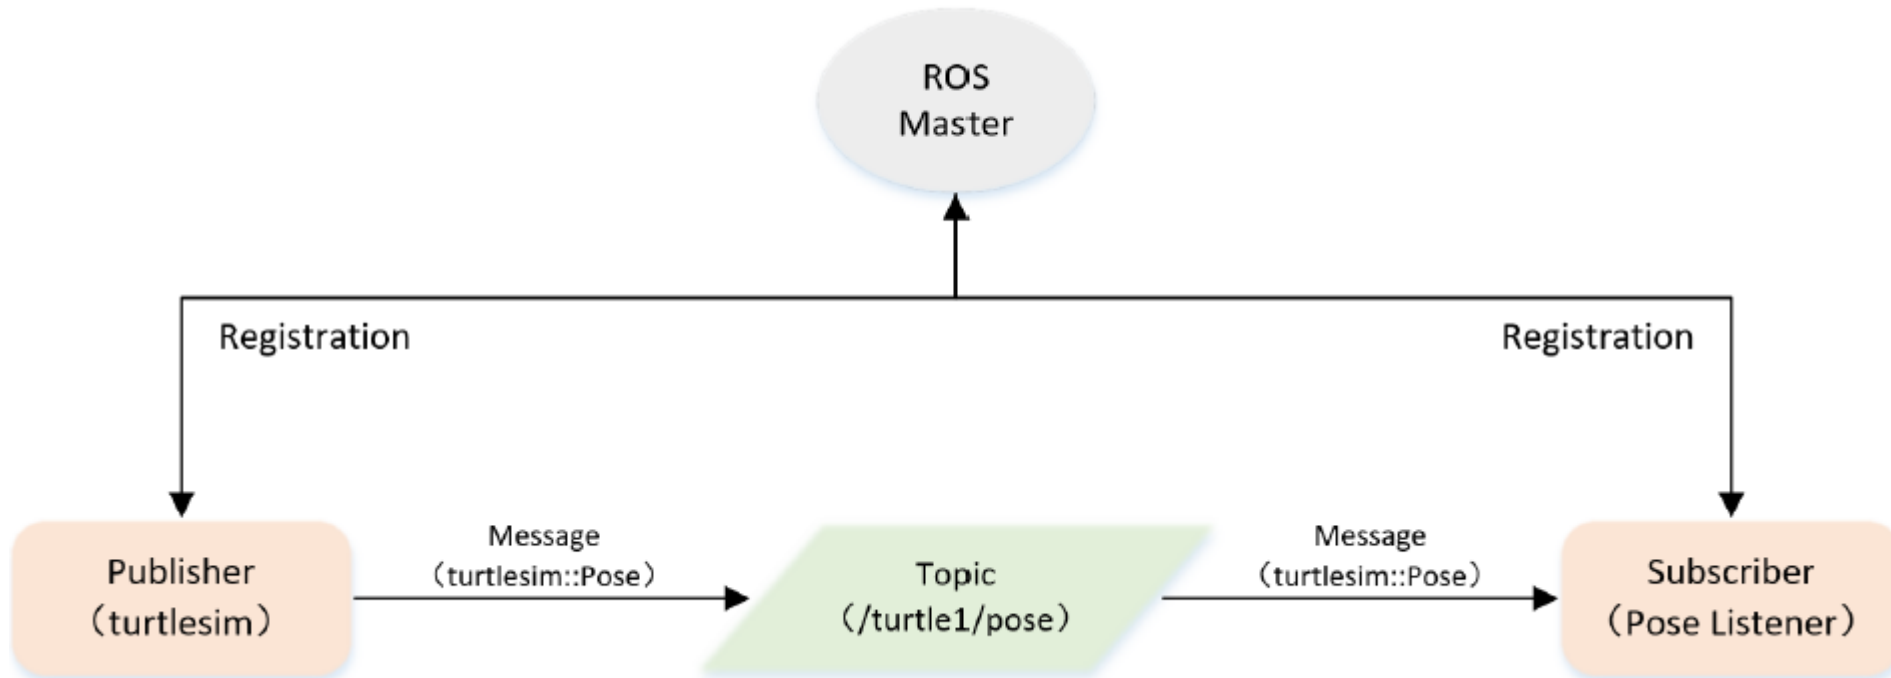 ROS
Master
Registration
Registration
Message
（turtlesim::Pose）
Message
（turtlesim::Pose）
Publisher
（turtlesim）
Topic
（/turtle1/pose）
Subscriber
（Pose Listener）